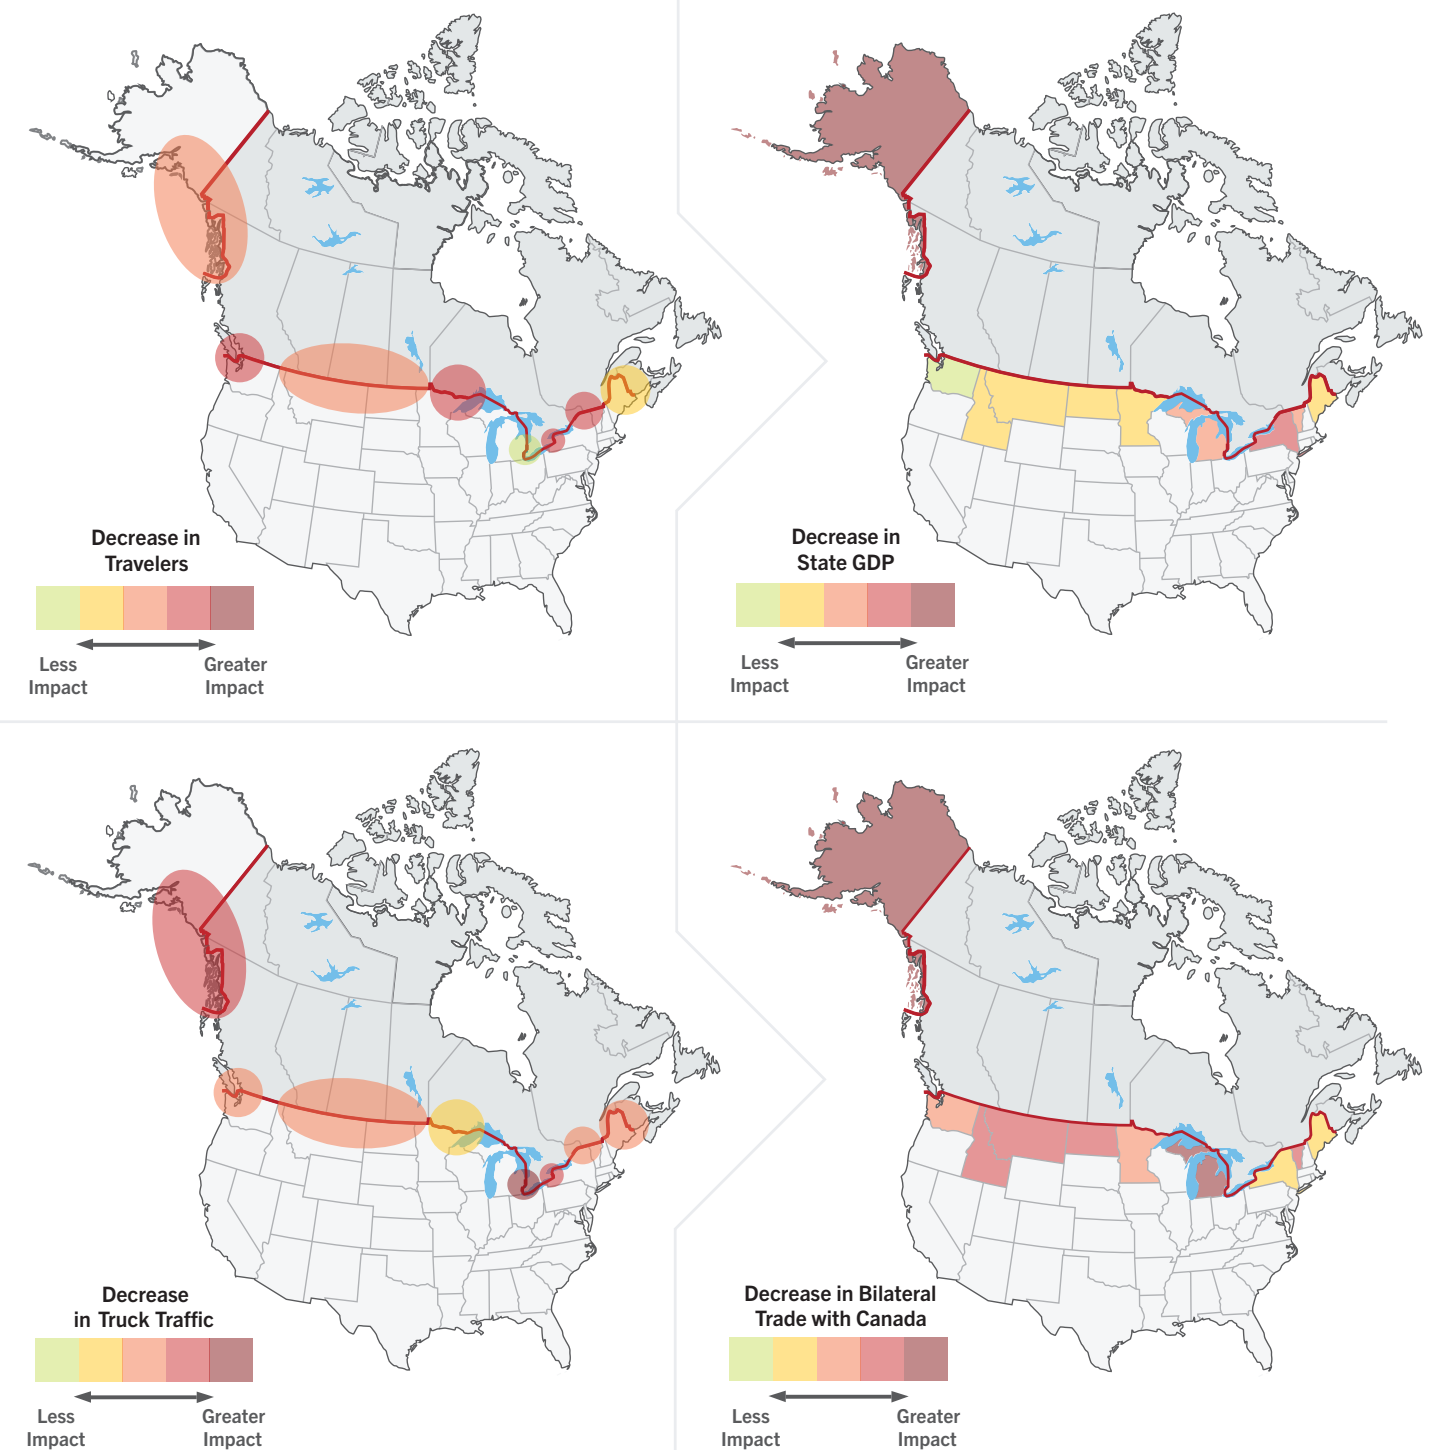 Decrease in
Travelers
Less
Impact
Greater
Impact
Decrease in
State GDP
Less
Impact
Greater
Impact
Decrease
in Truck Traffic
Less
Impact
Greater
Impact
Decrease in Bilateral
Trade with Canada
Less
Impact
Greater
Impact